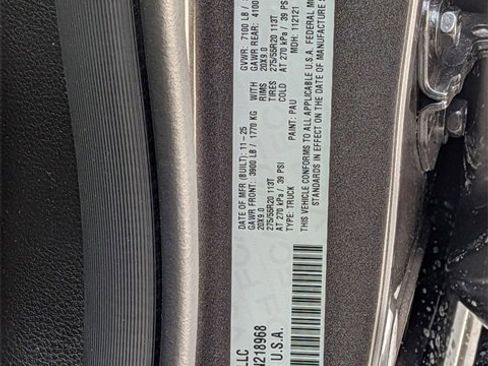 LLC
218968
U.S.A.
DATE OF MFR (BUILT): 11-25
GVWR: 7100 LB /
GAWR FRONT: 3900 LB / 1770 KG WITH
GAWR REAR: 4100
20X9.0 RIMS 20X9.0
275/55R20 113T TIRES 275/55R20 113T
AT 270 kPa / 39 PSI COLD AT 270 kPa / 39 PSI
TYPE: TRUCK PAINT: PAU MDH: 112121
THIS VEHICLE CONFORMS TO ALL APPLICABLE U.S.A. FEDERAL
STANDARDS IN EFFECT ON THE DATE OF MANUFACTURE